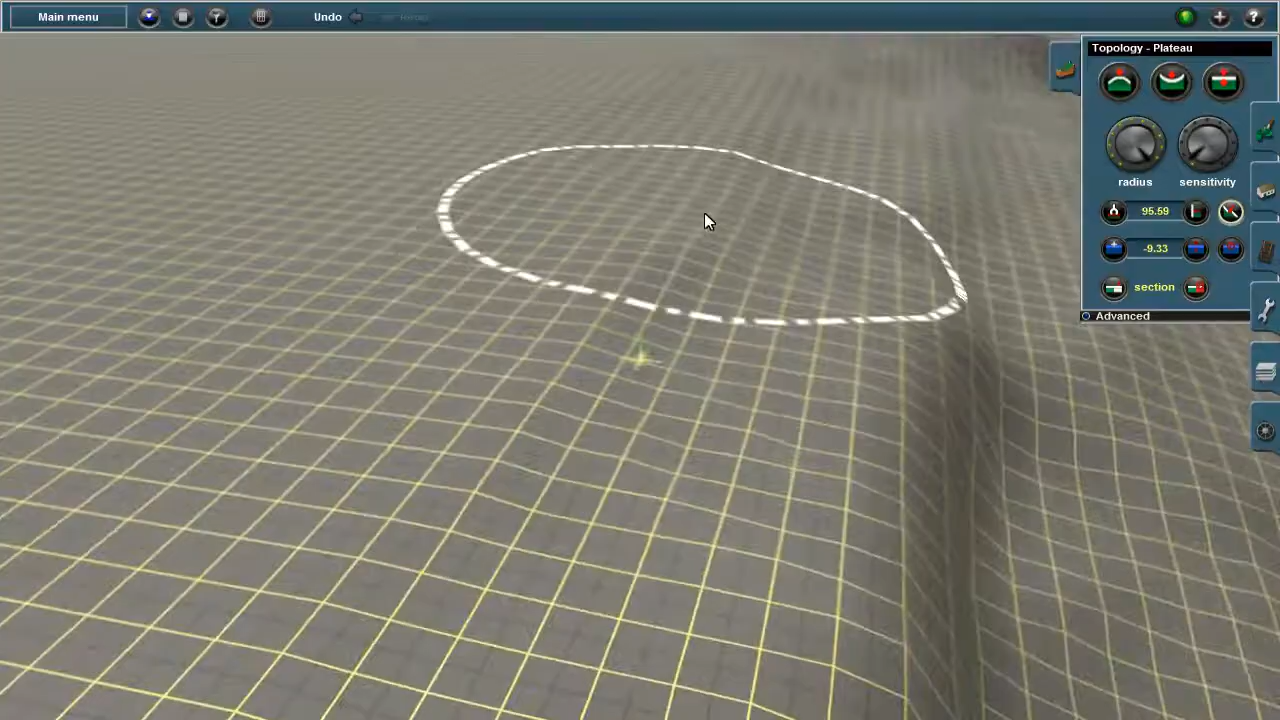 Main menu
Undo
Topology - Plateau
radius
sensitivity
95.59
-9.33
section
Advanced